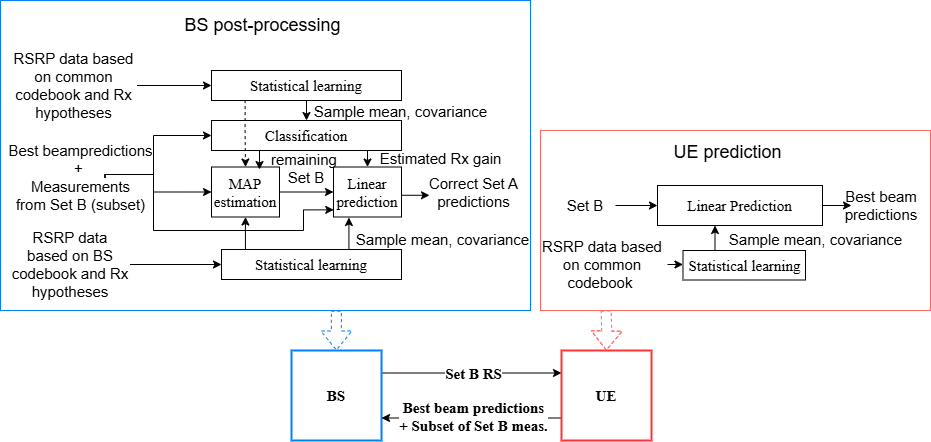 BS post-processing
RSRP data based
on common
codebook and Rx
hypotheses
Statistical learning
Sample mean, covariance
Classification
Best beampredictions
+
Measurements
from Set B (subset)
remaining
Set B
Estimated Rx gain
MAP
estimation
Linear
prediction
Correct Set A
predictions
RSRP data
based on BS
codebook and Rx
hypotheses
Sample mean, covariance
Statistical learning
UE prediction
Set B
Linear Prediction
Best beam
predictions
RSRP data based
on common
codebook
Sample mean, covariance
Statistical learning
BS
Set B RS
UE
Best beam predictions
+ Subset of Set B meas.